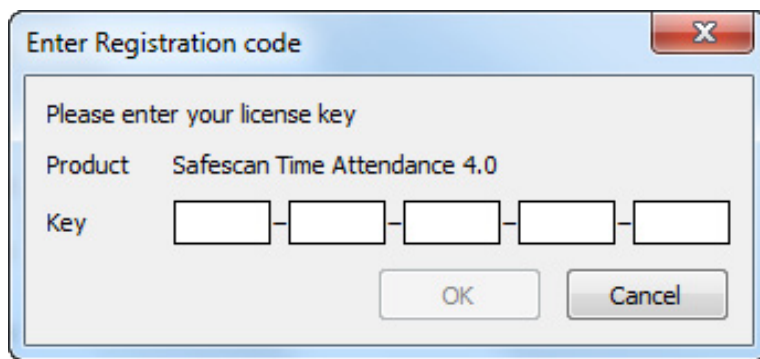 Enter Registration code
Please enter your license key
Product Safescan Time Attendance 4.0
Key - - - -
OK Cancel